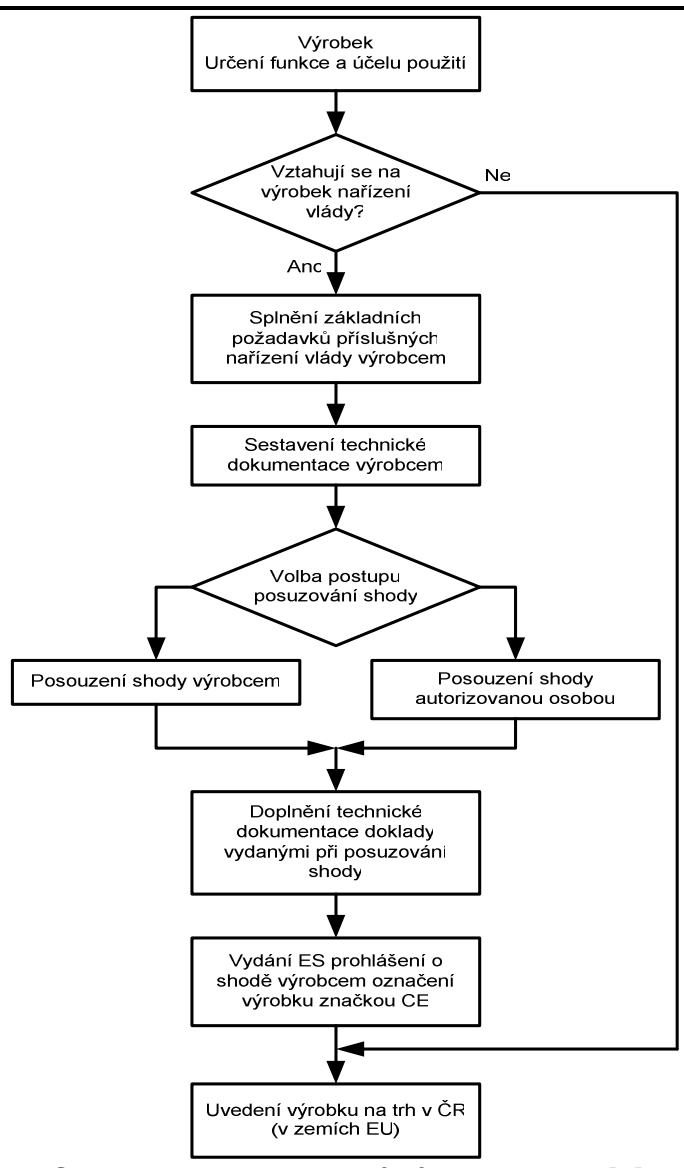 Výrobek
Určení funkce a účelu použití
Vztahují se na
výrobek nařízení
vlády?
Ne
Ano
Splnění základních
požadavků příslušných
nařízení vlády výrobcem
Sestavení technické
dokumentace výrobcem
Volba postupu
posuzování shody
Posouzení shody výrobcem
Posouzení shody
autorizovanou osobou
Doplnění technické
dokumentace doklady
vydanými při posuzování
shody
Vydání ES prohlášení o
shodě výrobcem označení
výrobku značkou CE
Uvedení výrobku na trh v ČR
(v zemích EU)